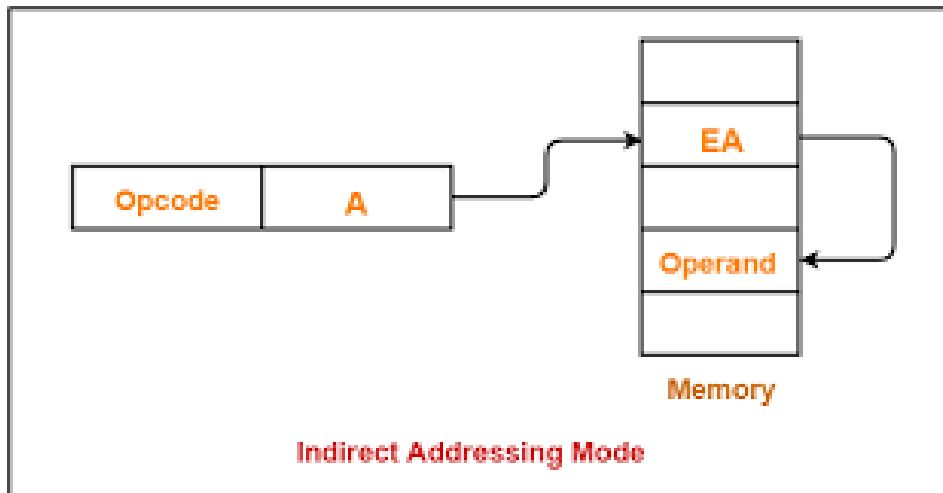 EA
Opcode A
Operand
Memory
Indirect Addressing Mode